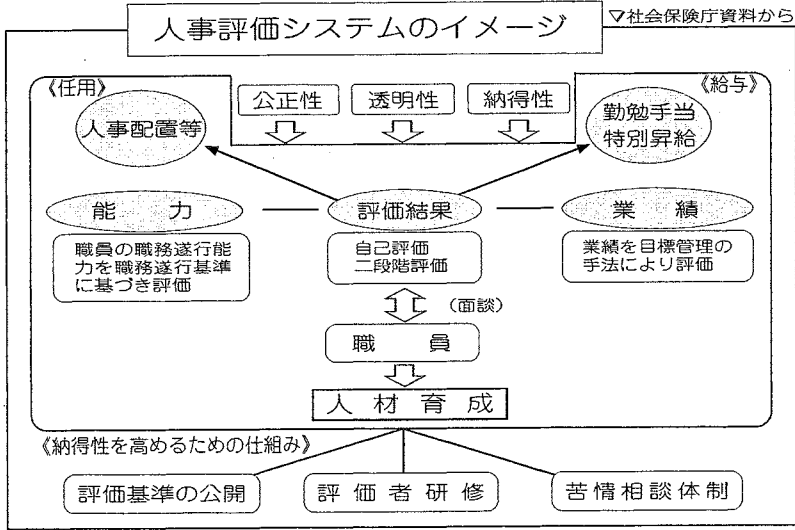 人事評価システムのイメージ
▽社会保険庁資料から
《任用》
《給与》
公正性
透明性
納得性
人事配置等
勤勉手当
特別昇給
能力
評価結果
業績
職員の職務遂行能
力を職務遂行基準
に基づき評価
自己評価
二段階評価
業績を目標管理の
手法により評価
(面談)
職員
人材育成
《納得性を高めるための仕組み》
評価基準の公開
評価者研修
苦情相談体制